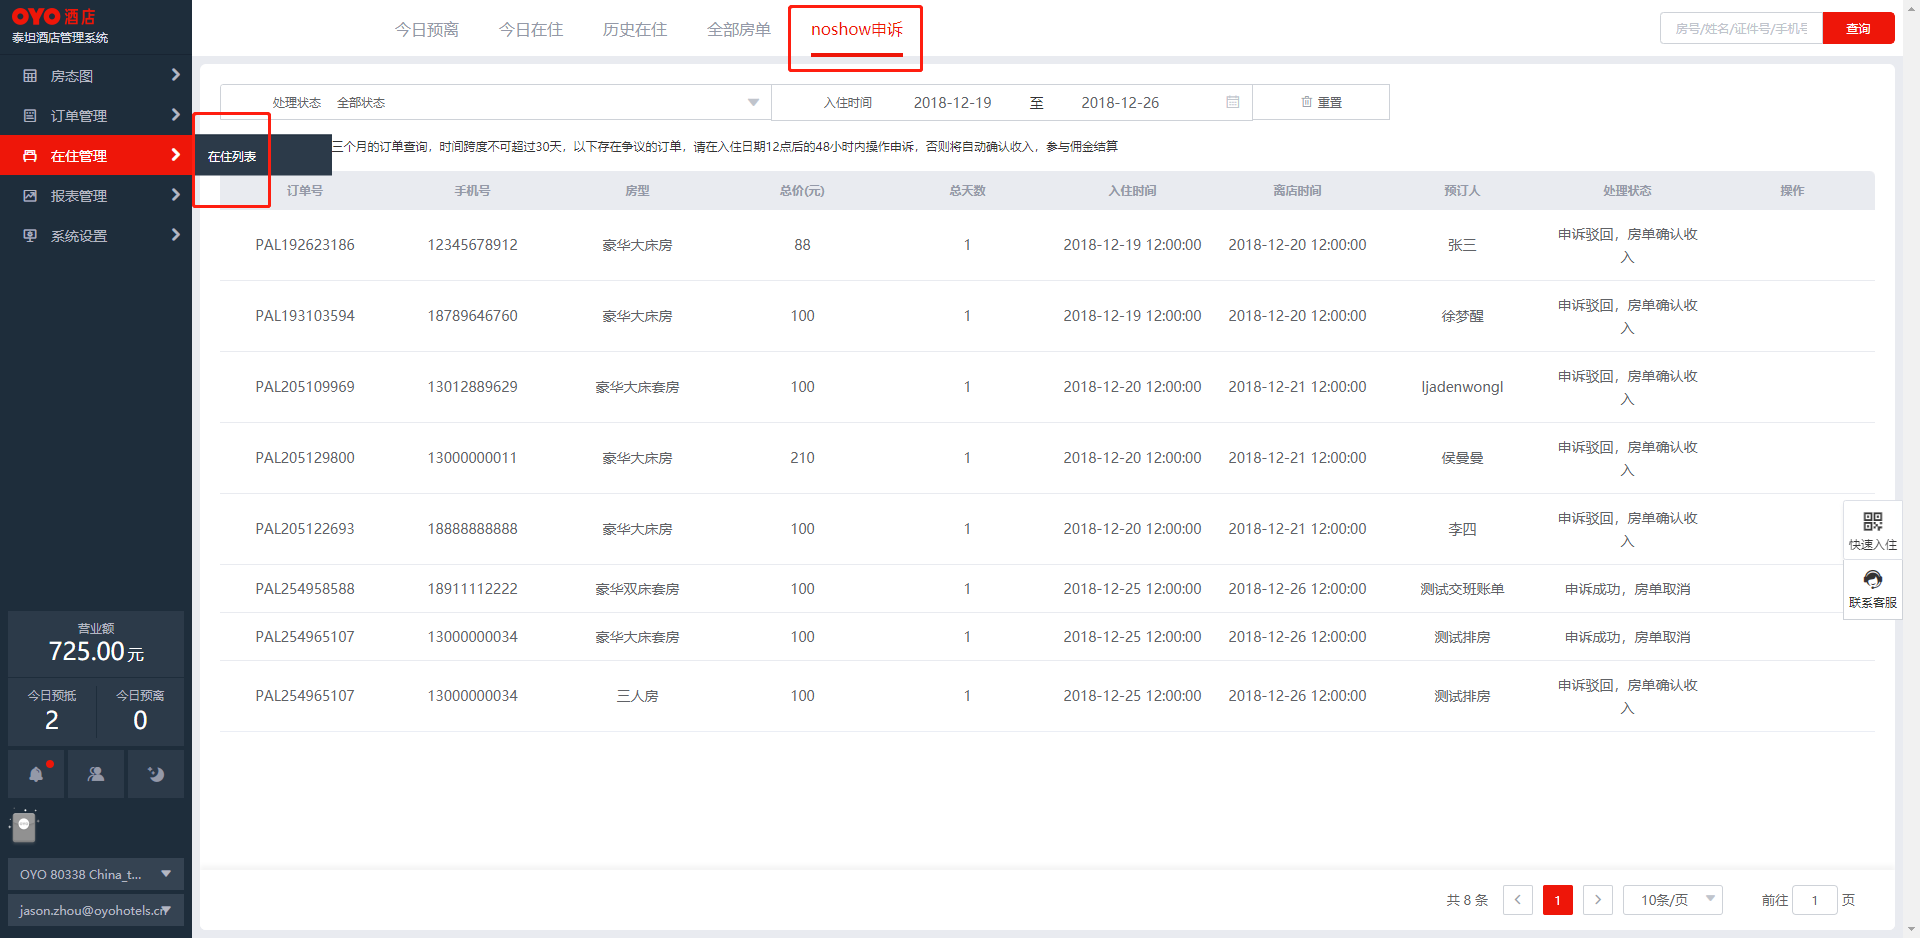 OYO 酒店
泰坦酒店管理系统
房态图
订单管理
在住管理
报表管理
系统设置
在住列表
营业额
725.00元
今日预抵 今日预离
2 0
OYO 80338 China_t...
jason.zhou@oyohotels.cn
今日预离 今日在住 历史在住 全部房单 noshow申诉
房号/姓名/证件号/手机号 查询
处理状态 全部状态 入住时间 2018-12-19 至 2018-12-26 重置
三个月的订单查询，时间跨度不可超过30天，以下存在争议的订单，请在入住日期12点后的48小时内操作申诉，否则将自动确认收入，参与佣金结算
订单号 手机号 房型 总价(元) 总天数 入住时间 离店时间 预订人 处理状态 操作
PAL192623186 12345678912 豪华大床房 88 1 2018-12-19 12:00:00 2018-12-20 12:00:00 张三 申诉驳回，房单确认收
入
PAL193103594 18789646760 豪华大床房 100 1 2018-12-19 12:00:00 2018-12-20 12:00:00 徐梦醒 申诉驳回，房单确认收
入
PAL205109969 13012889629 豪华大床套房 100 1 2018-12-20 12:00:00 2018-12-21 12:00:00 ljadenwongl 申诉驳回，房单确认收
入
PAL205129800 13000000011 豪华大床房 210 1 2018-12-20 12:00:00 2018-12-21 12:00:00 侯曼曼 申诉驳回，房单确认收
入
PAL205122693 18888888888 豪华大床房 100 1 2018-12-20 12:00:00 2018-12-21 12:00:00 李四 申诉驳回，房单确认收
入
PAL254958588 18911112222 豪华双床套房 100 1 2018-12-25 12:00:00 2018-12-26 12:00:00 测试交班账单 申诉成功，房单取消
PAL254965107 13000000034 豪华大床套房 100 1 2018-12-25 12:00:00 2018-12-26 12:00:00 测试排房 申诉成功，房单取消
PAL254965107 13000000034 三人房 100 1 2018-12-25 12:00:00 2018-12-26 12:00:00 测试排房 申诉驳回，房单确认收
入
快速入住
联系客服
共 8 条 1 10条/页 前往 1 页